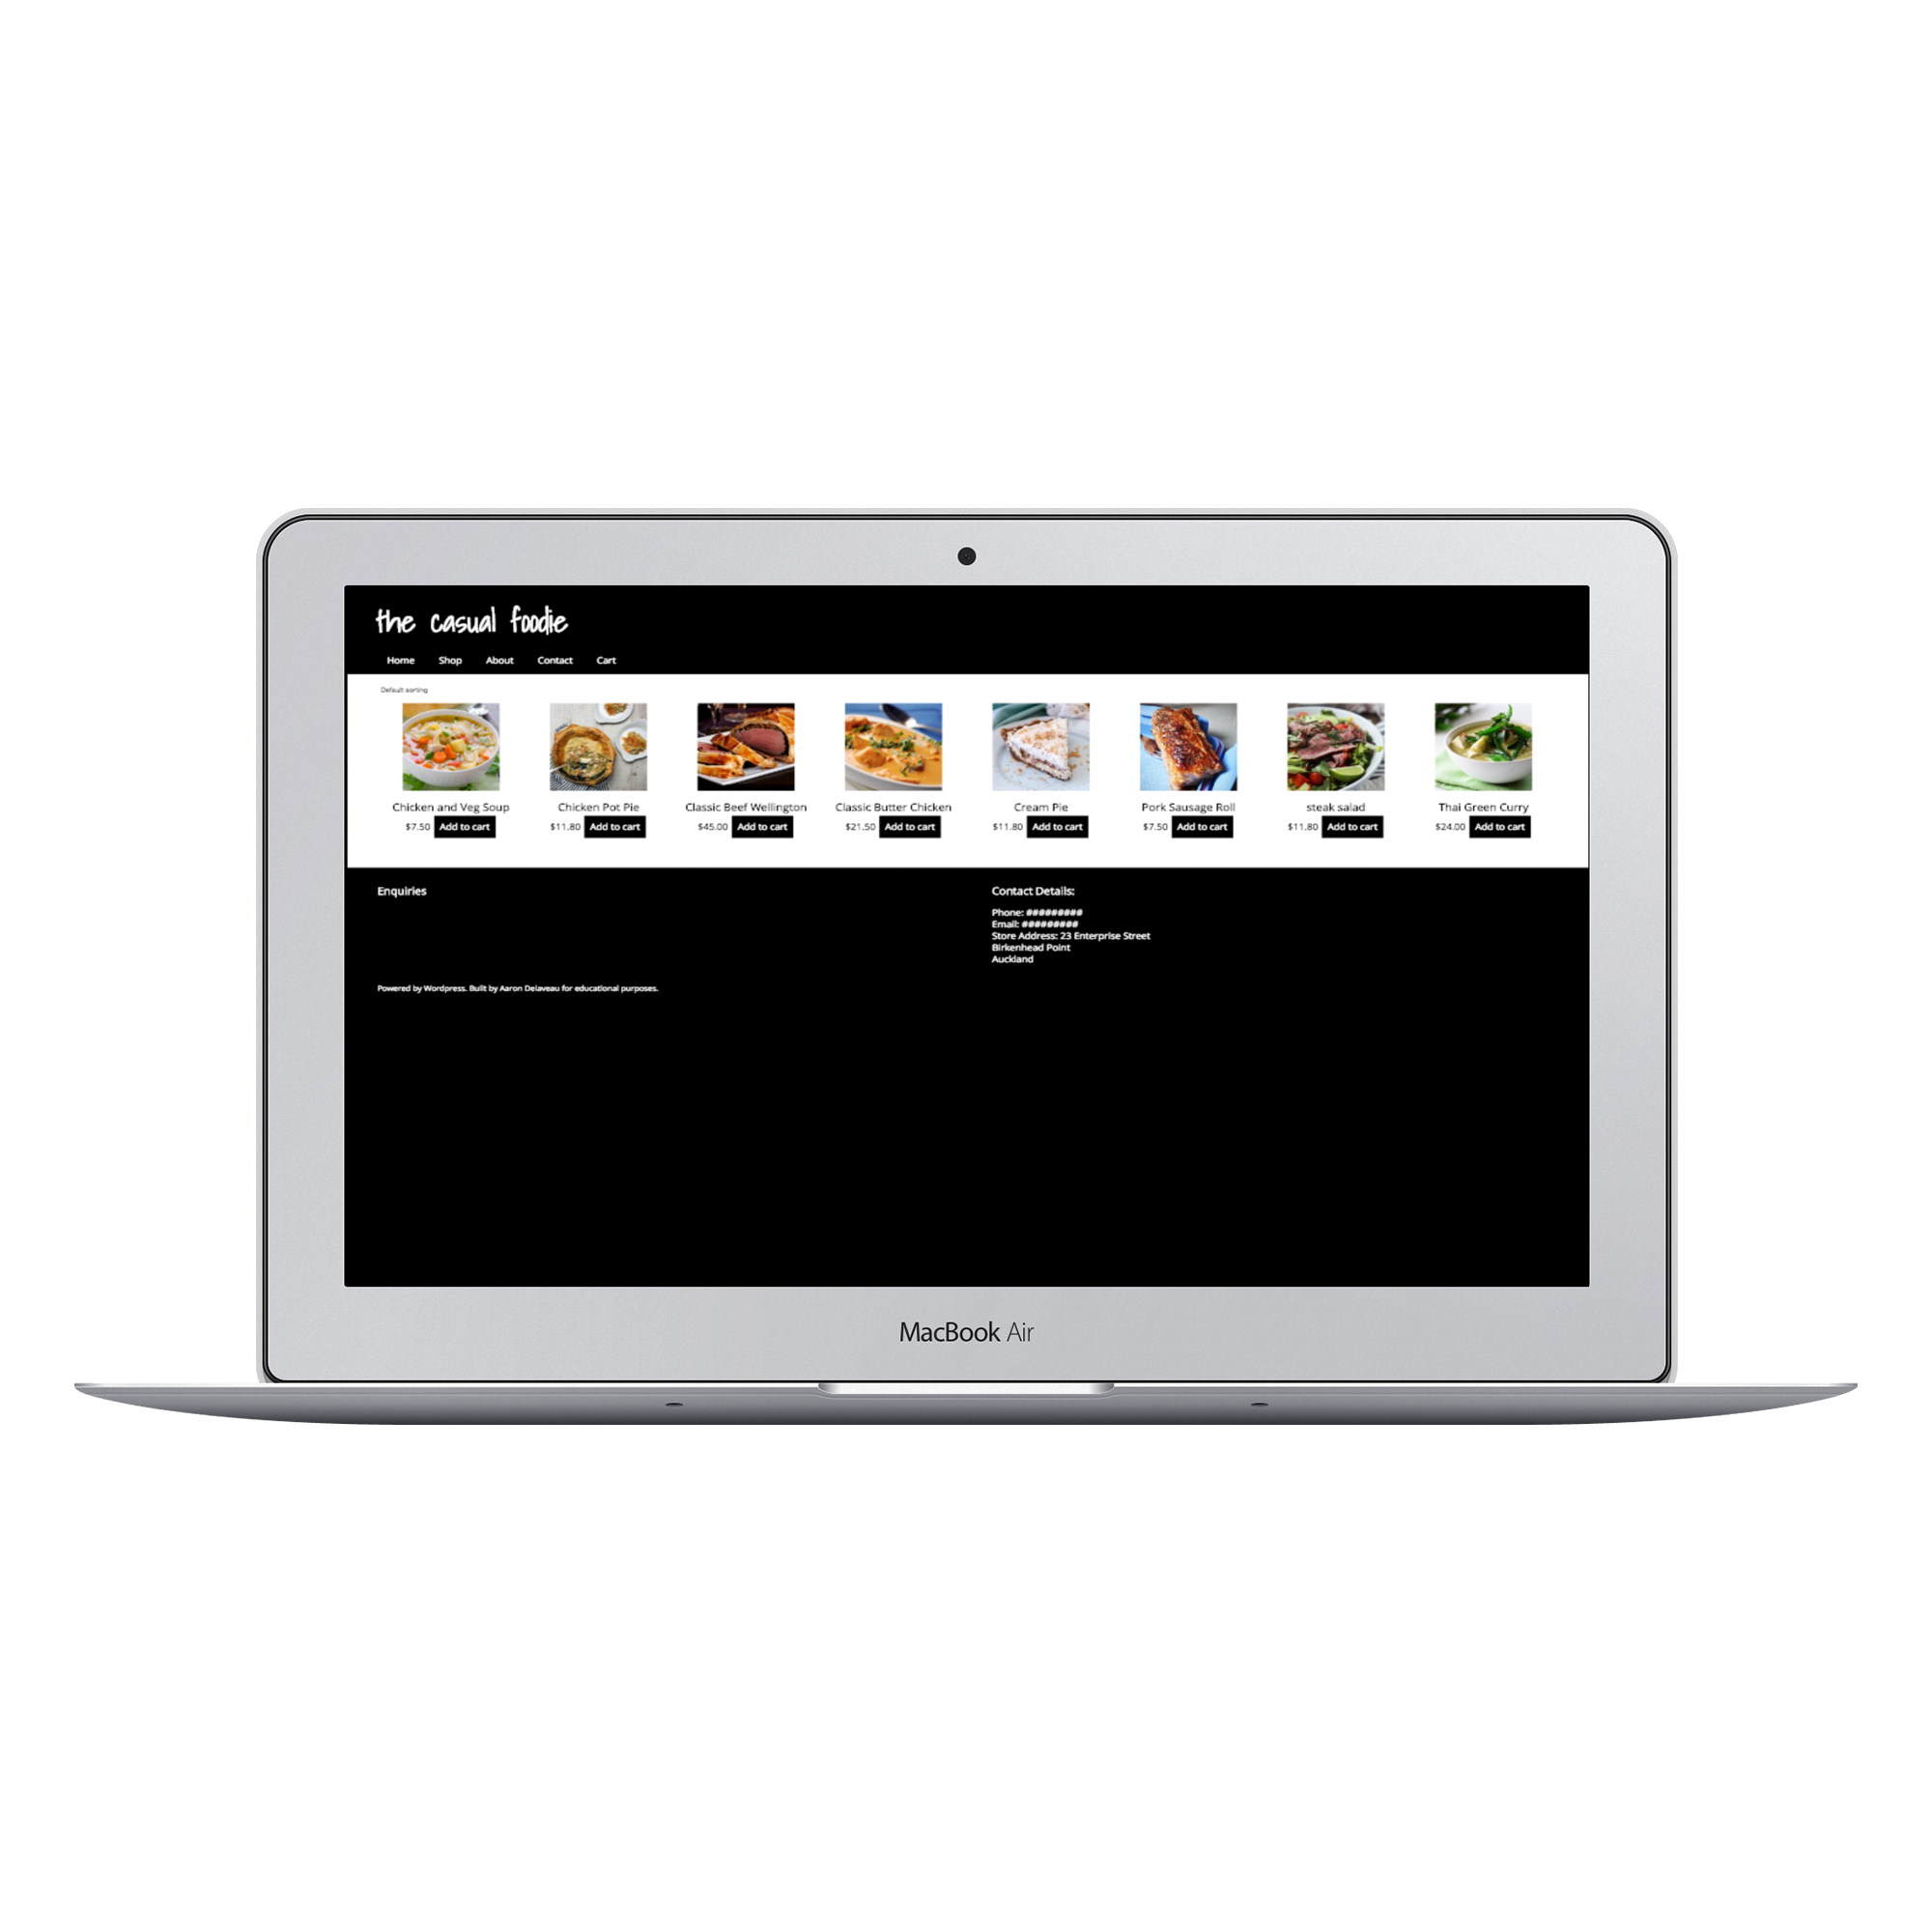 the casual foodie
Home Shop About Contact Cart
Default sorting
Chicken and Veg Soup
$7.50 Add to cart
Chicken Pot Pie
$11.80 Add to cart
Classic Beef Wellington
$45.00 Add to cart
Classic Butter Chicken
$21.50 Add to cart
Cream Pie
$11.80 Add to cart
Pork Sausage Roll
$7.50 Add to cart
steak salad
$11.80 Add to cart
Thai Green Curry
$24.00 Add to cart
Enquiries
Contact Details:
Phone: #########
Email: #########
Store Address: 23 Enterprise Street
Birkenhead Point
Auckland
Powered by Wordpress. Built by Aaron Delaveau for educational purposes.
MacBook Air